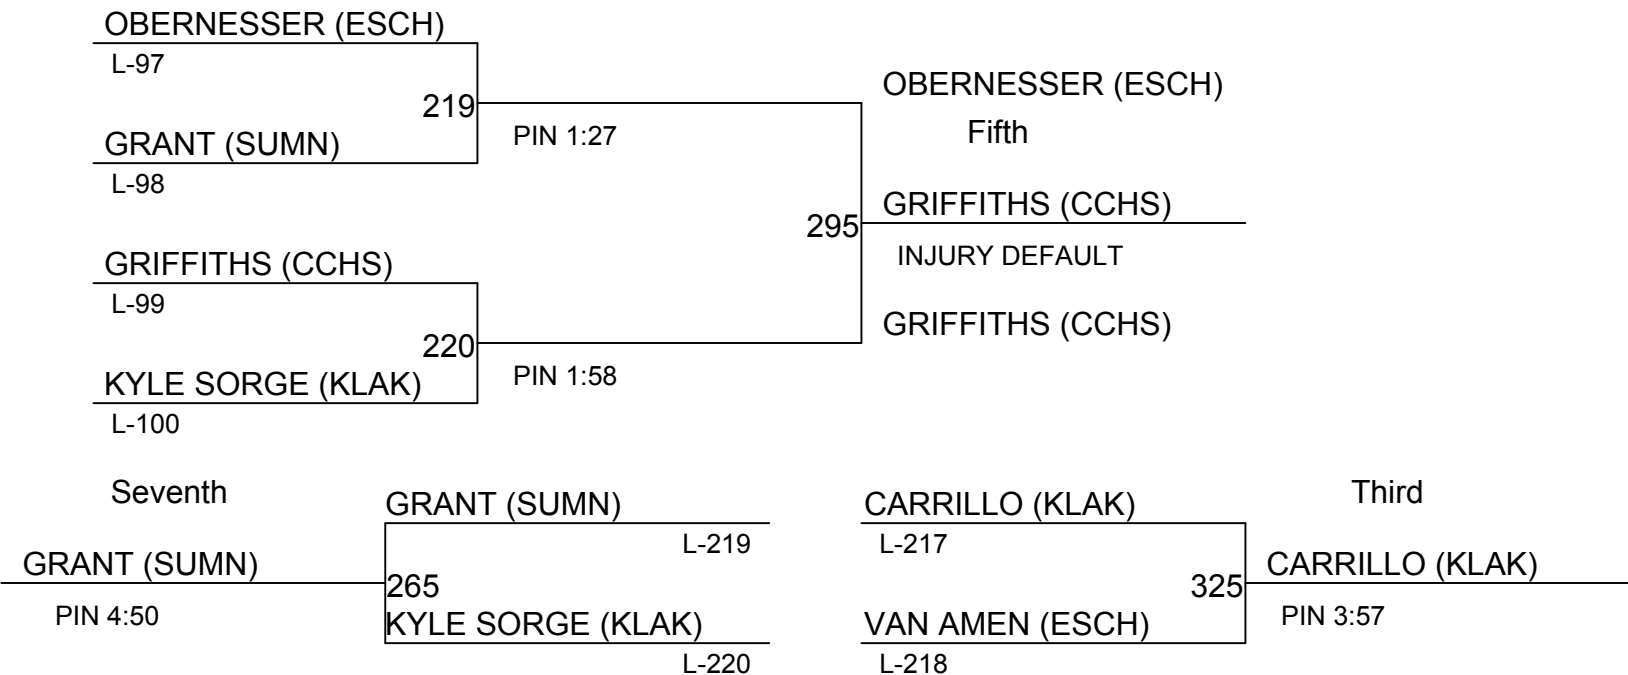 OBERNESSER (ESCH)
L-97
219
GRANT (SUMN)
L-98
PIN 1:27
GRIFFITHS (CCHS)
L-99
220
KYLE SORGE (KLAK)
L-100
PIN 1:58
OBERNESSER (ESCH)
Fifth
295
GRIFFITHS (CCHS)
INJURY DEFAULT
GRIFFITHS (CCHS)
Seventh
GRANT (SUMN)
L-219
GRANT (SUMN)
265
PIN 4:50
KYLE SORGE (KLAK)
L-220
CARRILLO (KLAK)
L-217
Third
325
CARRILLO (KLAK)
PIN 3:57
VAN AMEN (ESCH)
L-218